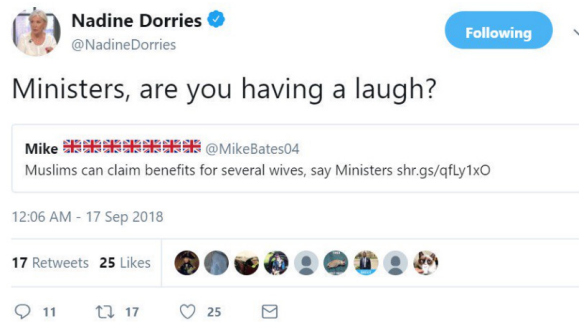 Nadine Dorries
@NadineDorries
Following
Ministers, are you having a laugh?
Mike 🇬🇧🇬🇧🇬🇧🇬🇧🇬🇧🇬🇧🇬🇧 @MikeBates04
Muslims can claim benefits for several wives, say Ministers shr.gs/qfLy1xO
12:06 AM - 17 Sep 2018
17 Retweets 25 Likes
11 17 25